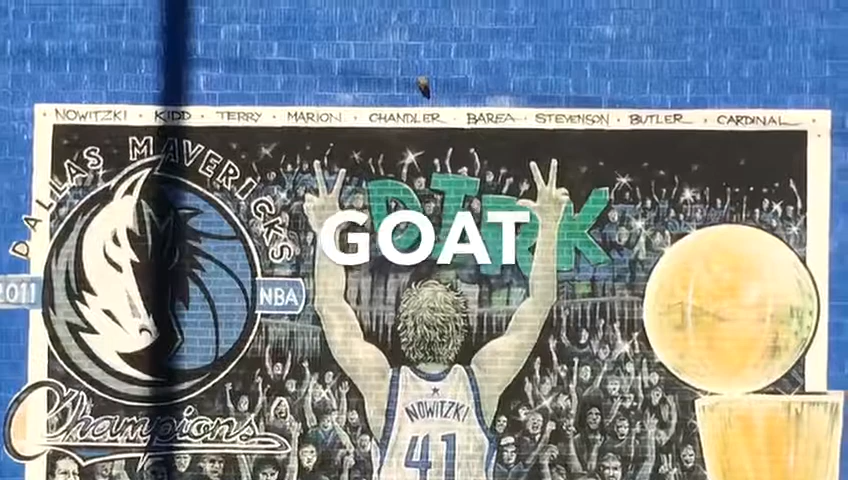 NOWITZKI · KIDD · TERRY · MARION · CHANDLER · BAREA · STEVENSON · BUTLER · CARDINAL
DALLAS MAVERICKS
DIRK
GOAT
2011
NBA
Champions
NOWITZKI
41